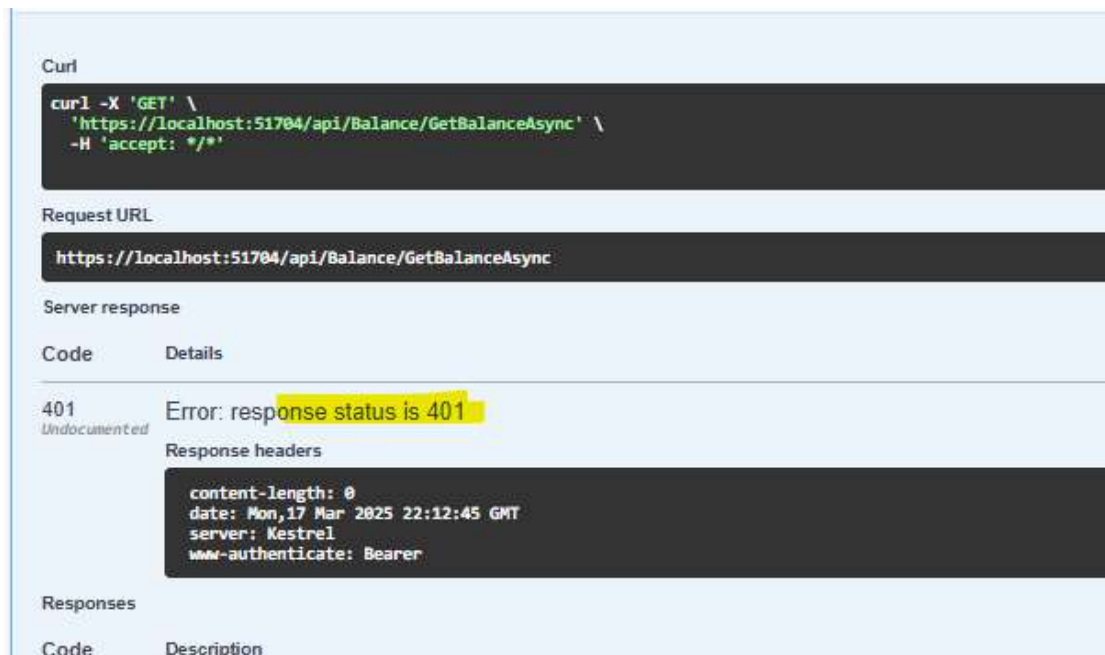 Curl
curl -X 'GET' \
'https://localhost:51704/api/Balance/GetBalanceAsync' \
-H 'accept: */*'
Request URL
https://localhost:51704/api/Balance/GetBalanceAsync
Server response
Code Details
401 Error: response status is 401
Undocumented
Response headers
content-length: 0
date: Mon,17 Mar 2025 22:12:45 GMT
server: Kestrel
www-authenticate: Bearer
Responses
Code Description